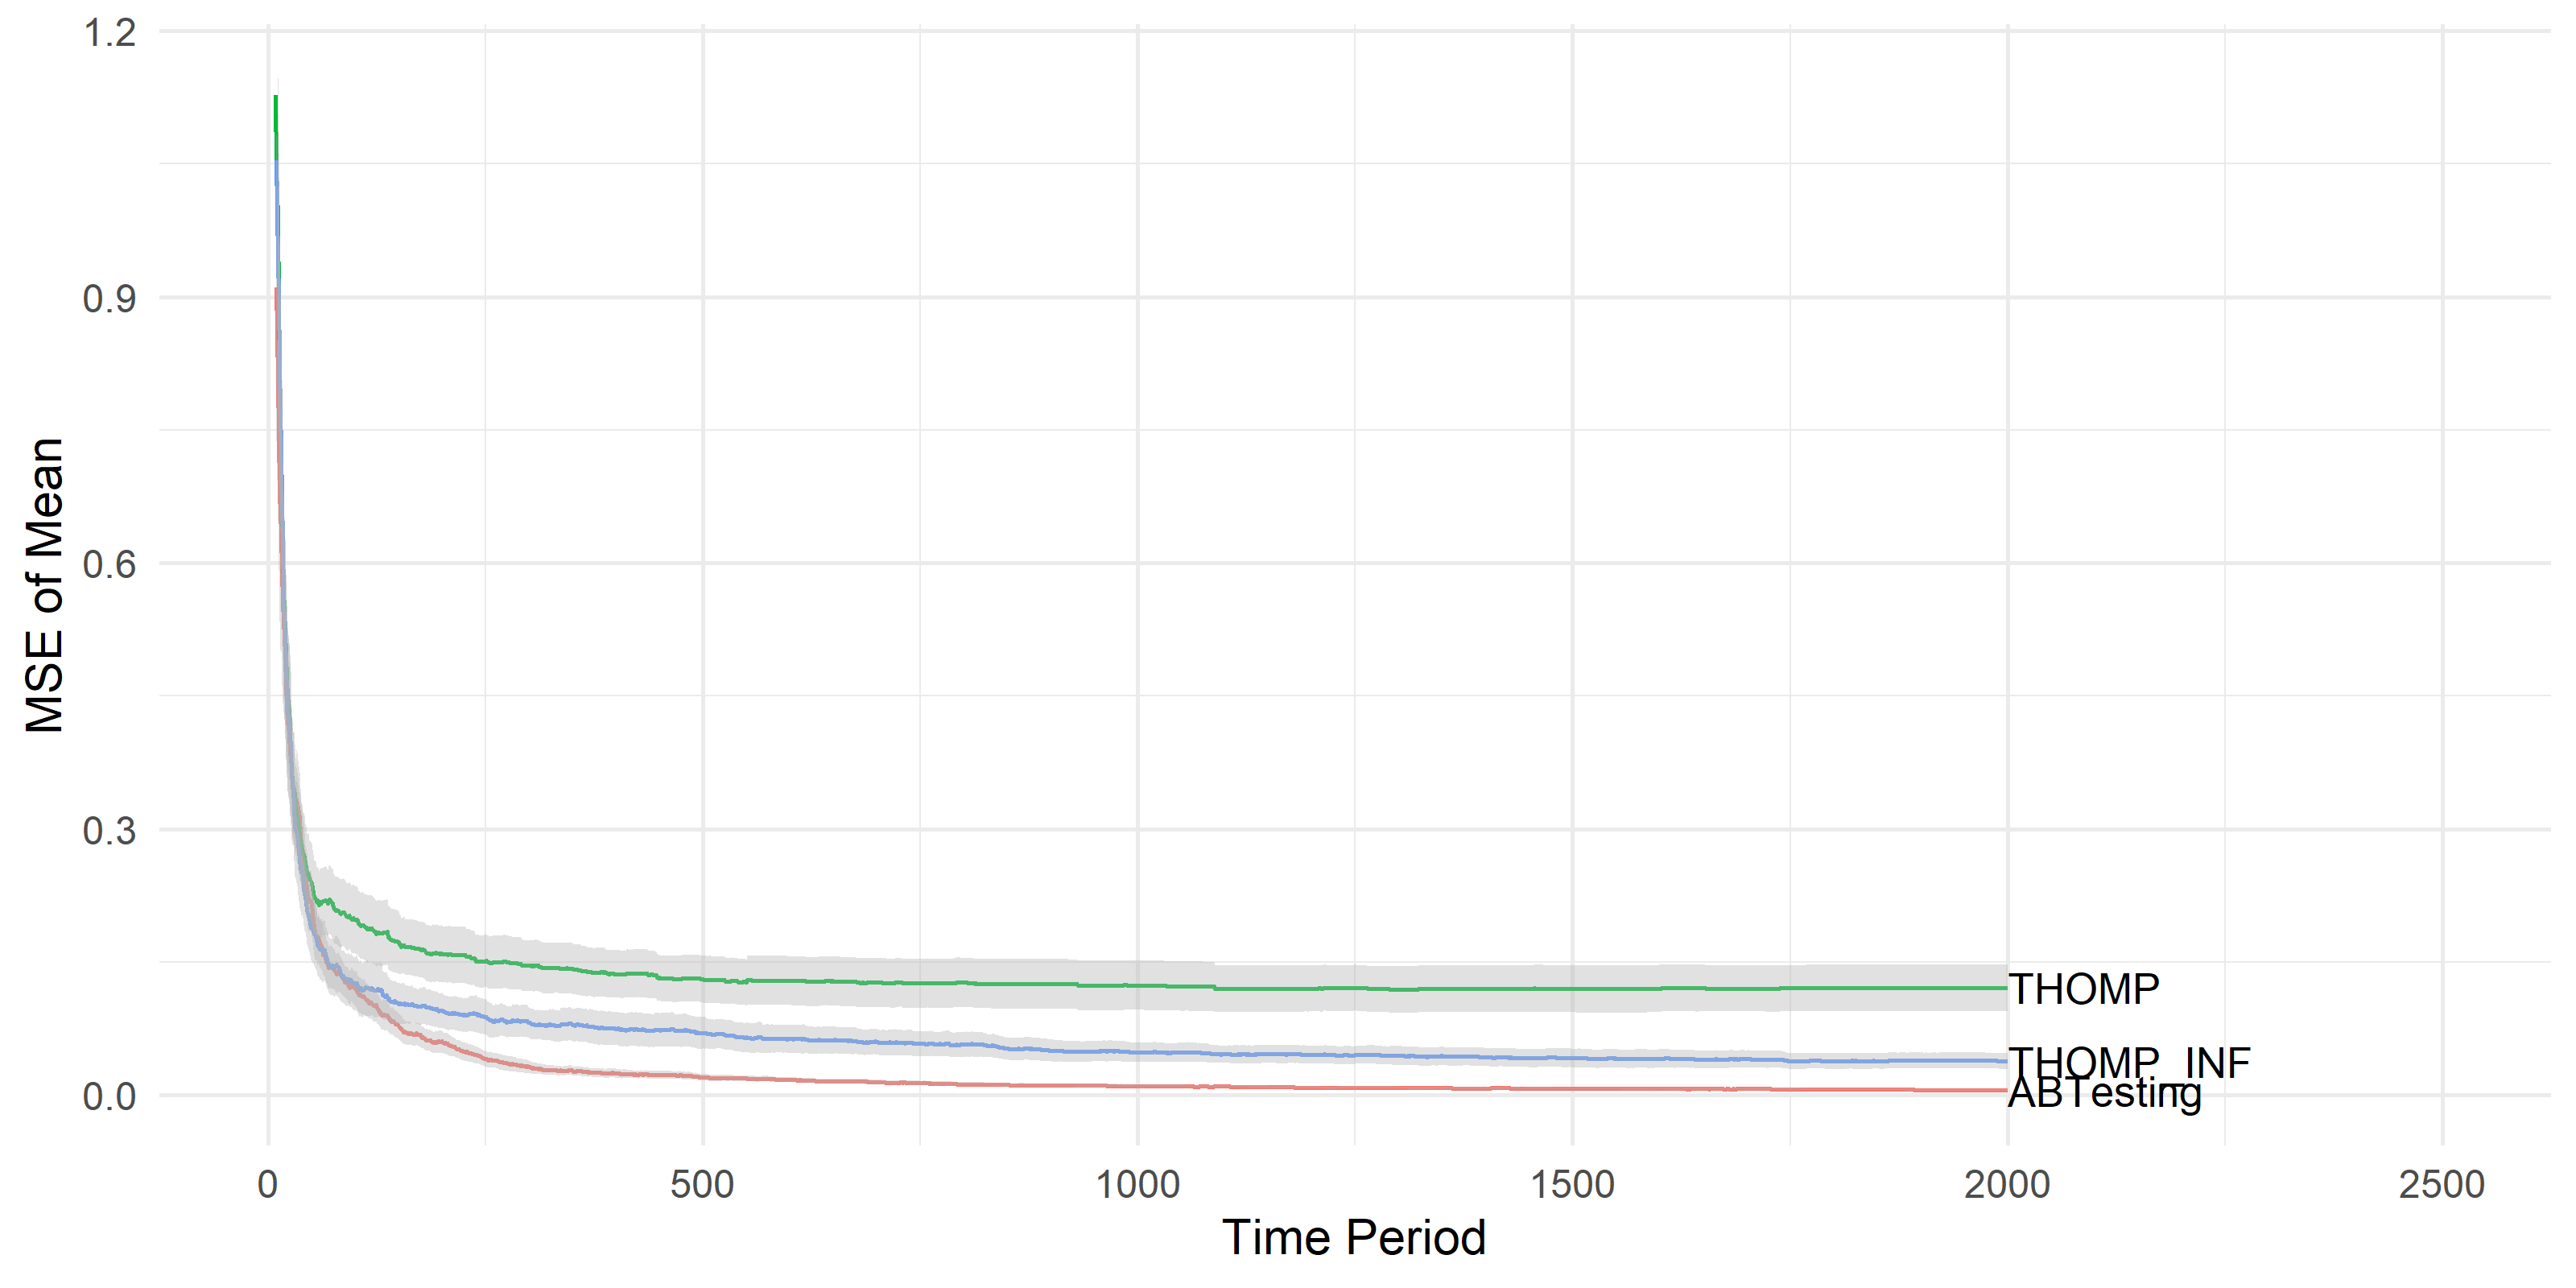 1.2
0.9
0.6
0.3
0.0
MSE of Mean
THOMP
THOMP_INF
ABTesting
0 500 1000 1500 2000 2500
Time Period